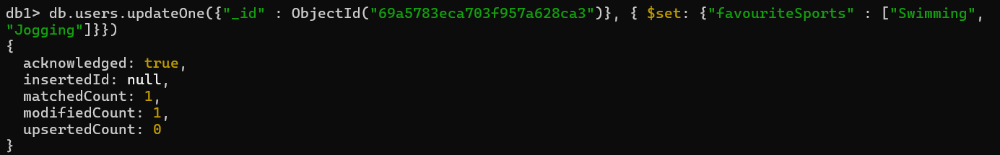 db1> db.users.updateOne({"_id" : ObjectId("69a5783eca703f957a628ca3")}, { $set: {"favouriteSports" : ["Swimming",
"Jogging"]}})
{
  acknowledged: true,
  insertedId: null,
  matchedCount: 1,
  modifiedCount: 1,
  upsertedCount: 0
}